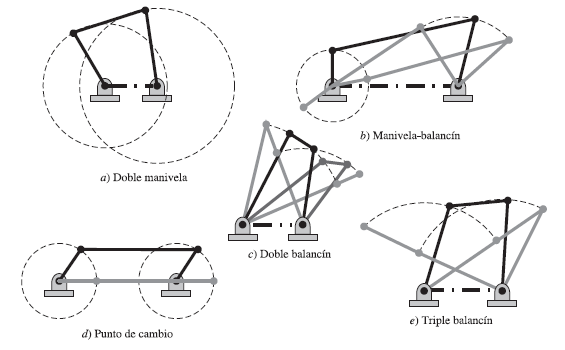 a) Doble manivela
b) Manivela-balancín
c) Doble balancín
d) Punto de cambio
e) Triple balancín